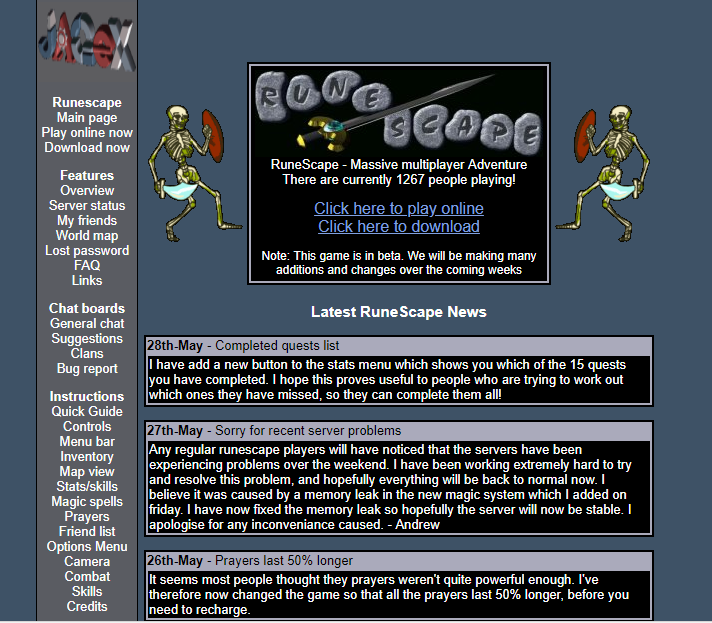 JAGeX
Runescape
Main page
Play online now
Download now
Features
Overview
Server status
My friends
World map
Lost password
FAQ
Links
Chat boards
General chat
Suggestions
Clans
Bug report
Instructions
Quick Guide
Controls
Menu bar
Inventory
Map view
Stats/skills
Magic spells
Prayers
Friend list
Options Menu
Camera
Combat
Skills
Credits
RUNE
SCAPE
RuneScape - Massive multiplayer Adventure
There are currently 1267 people playing!
Click here to play online
Click here to download
Note: This game is in beta. We will be making many
additions and changes over the coming weeks
Latest RuneScape News
28th-May - Completed quests list
I have add a new button to the stats menu which shows you which of the 15 quests
you have completed. I hope this proves useful to people who are trying to work out
which ones they have missed, so they can complete them all!
27th-May - Sorry for recent server problems
Any regular runescape players will have noticed that the servers have been
experiencing problems over the weekend. I have been working extremely hard to try
and resolve this problem, and hopefully everything will be back to normal now. I
believe it was caused by a memory leak in the new magic system which I added on
friday. I have now fixed the memory leak so hopefully the server will now be stable. I
apologise for any inconveniance caused. - Andrew
26th-May - Prayers last 50% longer
It seems most people thought they prayers weren't quite powerful enough. I've
therefore now changed the game so that all the prayers last 50% longer, before you
need to recharge.